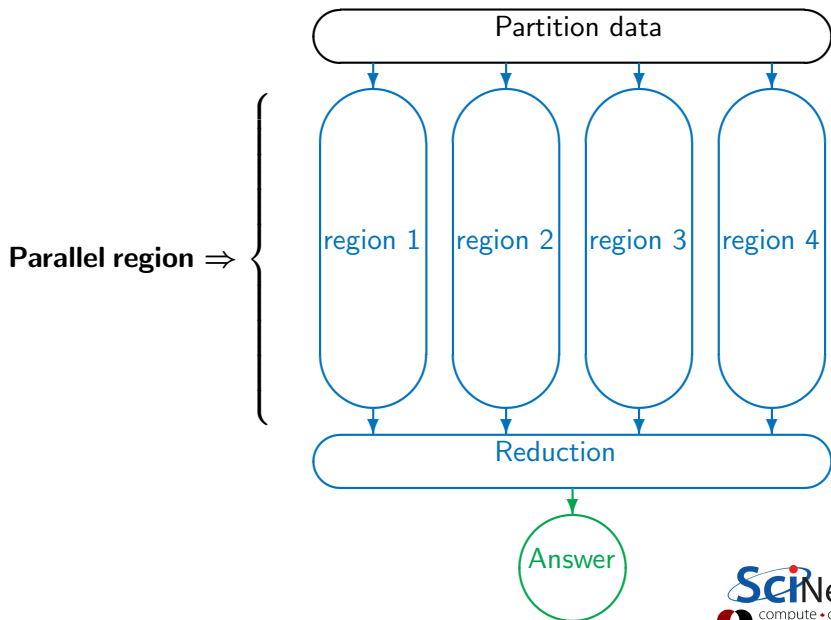 Partition data
region 1 region 2 region 3 region 4
Parallel region ⇒
Reduction
Answer
SciNe
compute •